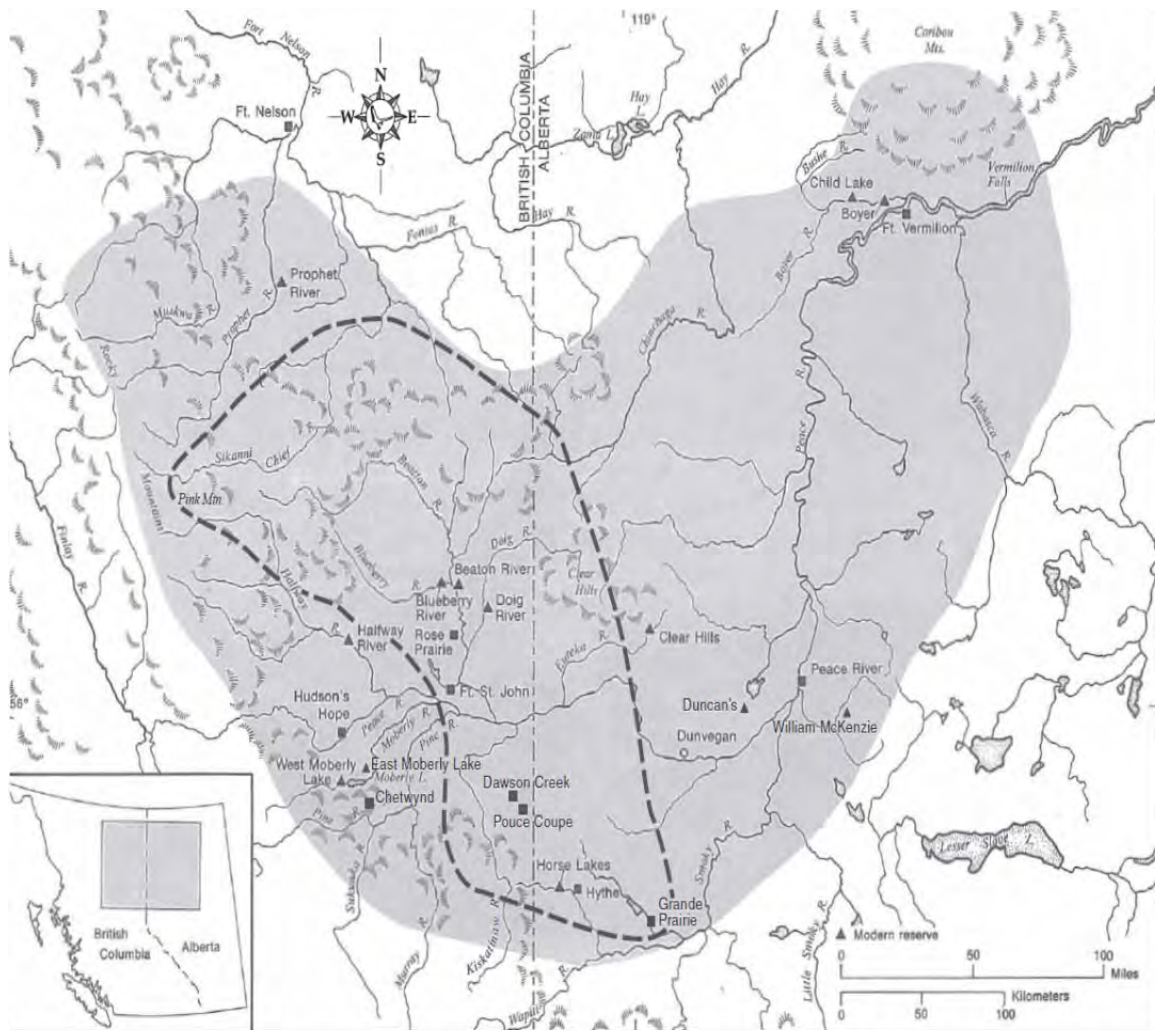 Fort Nelson R.
119°
Caribou Mts.
N
W E
S
Ft. Nelson
BRITISH COLUMBIA
ALBERTA
Hay L.
Hay R.
Zama L.
Bushe R.
Vermilion Falls
Child Lake
Boyer
Ft. Vermilion
Hay R.
Fontas R.
Boyer R.
Prophet River
Muskwa R.
Prophet R.
Chinchaga R.
Rocky Mountains
Peace R.
Wabasca R.
Sikanni Chief
Beatton R.
Pink Mtn
Finlay R.
Doig R.
Blueberry R.
Beaton River
Clear Hills
Halfway R.
Blueberry River
Doig River
Halfway River
Rose Prairie
Clear Hills
Eureka R.
Peace River
Ft. St. John
Hudson's Hope
56°
Peace R.
Moberly R.
Pine R.
Duncan's
William McKenzie
Dunvegan
West Moberly Lake
East Moberly Lake
Moberly L.
Dawson Creek
Chetwynd
Pouce Coupe
Pine R.
Smoky R.
Lesser Slave L.
Sukunka R.
Horse Lakes
Hythe
Grande Prairie
Murray R.
Kiskatinaw R.
Wapiti R.
Little Smoky R.
British Columbia
Alberta
Modern reserve
0 50 100
Miles
Kilometers
0 50 100